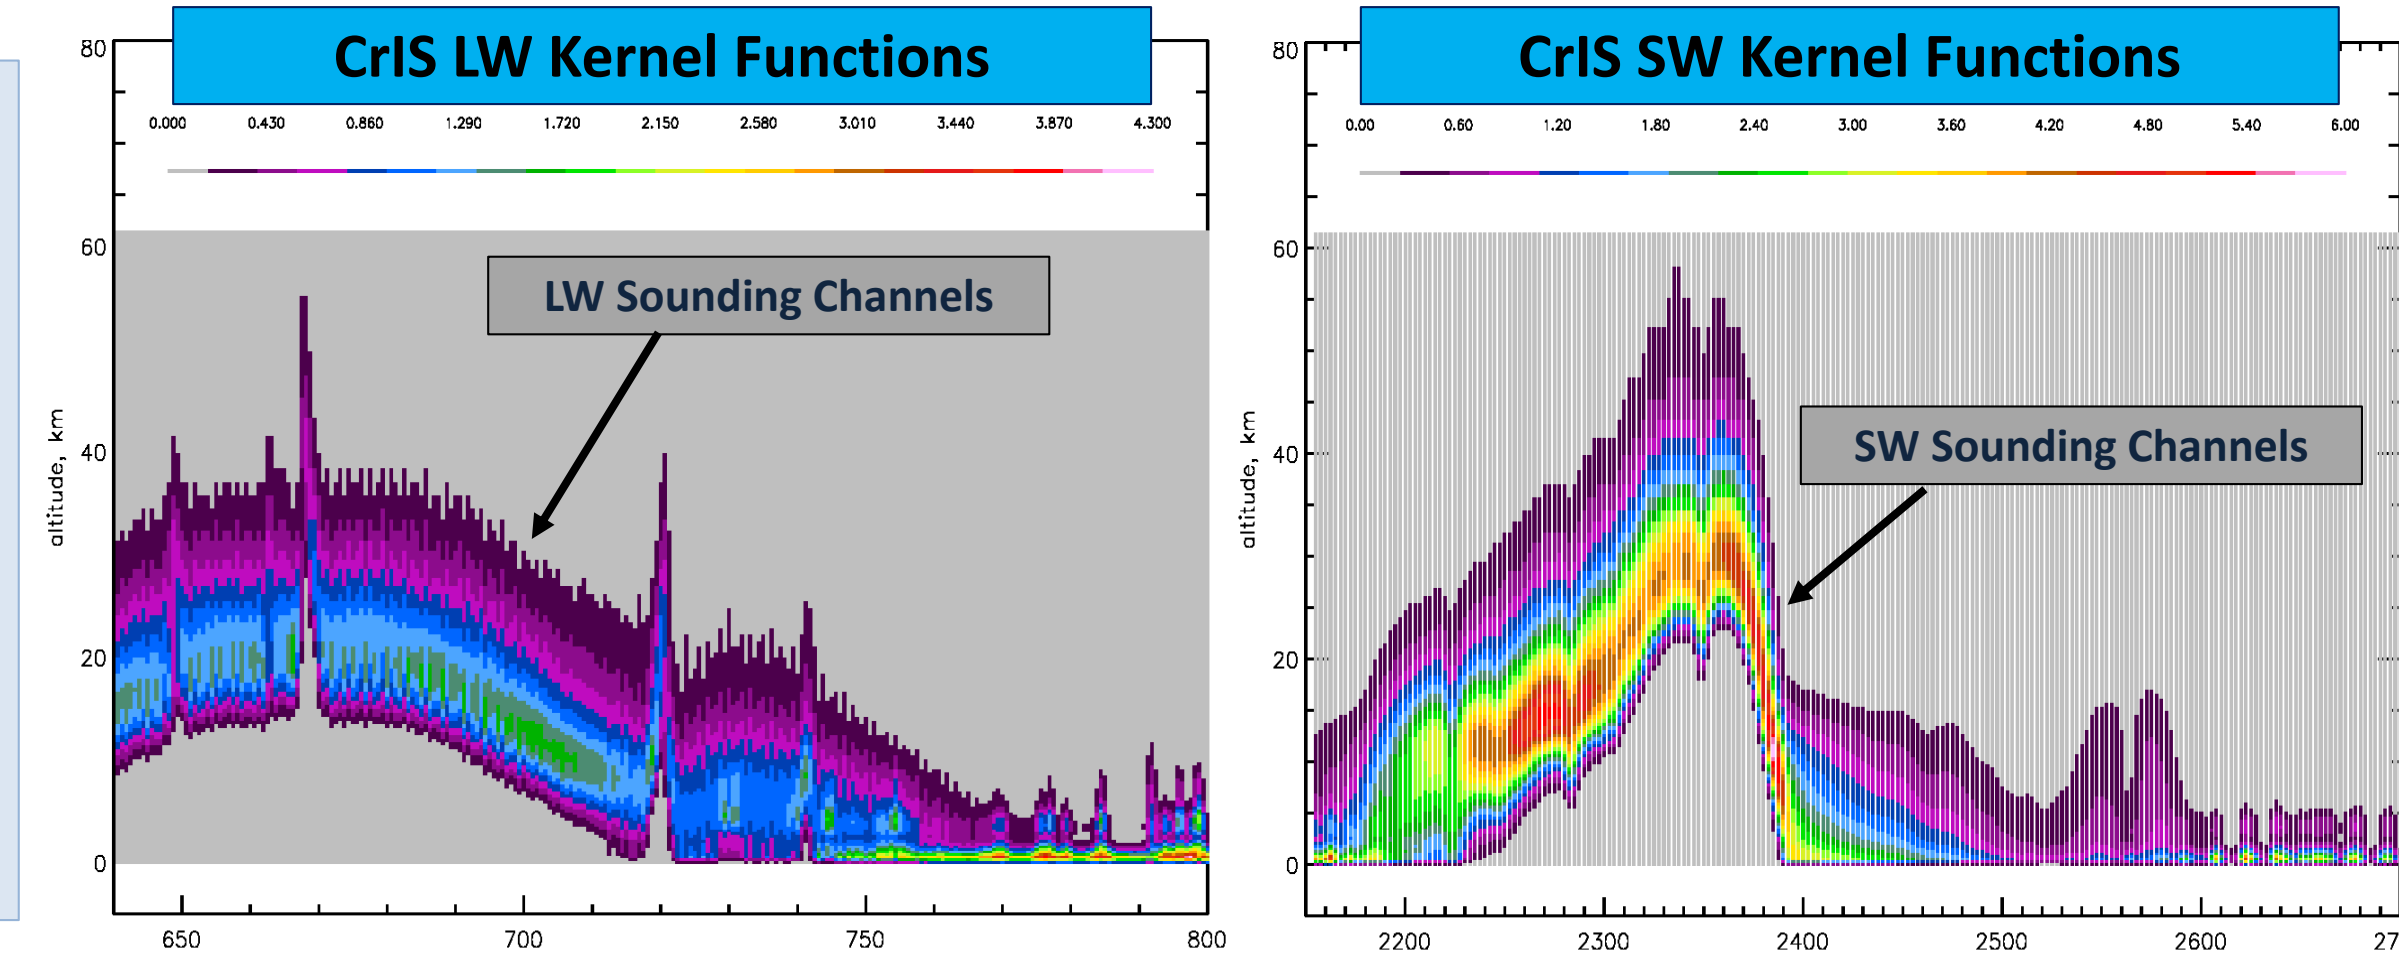 CrIS LW Kernel Functions
0.000 0.430 0.860 1.290 1.720 2.150 2.580 3.010 3.440 3.870 4.300
LW Sounding Channels
altitude, km
80
60
40
20
0
650 700 750 800
CrIS SW Kernel Functions
0.00 0.60 1.20 1.80 2.40 3.00 3.60 4.20 4.80 5.40 6.00
SW Sounding Channels
altitude, km
80
60
40
20
0
2200 2300 2400 2500 2600 27